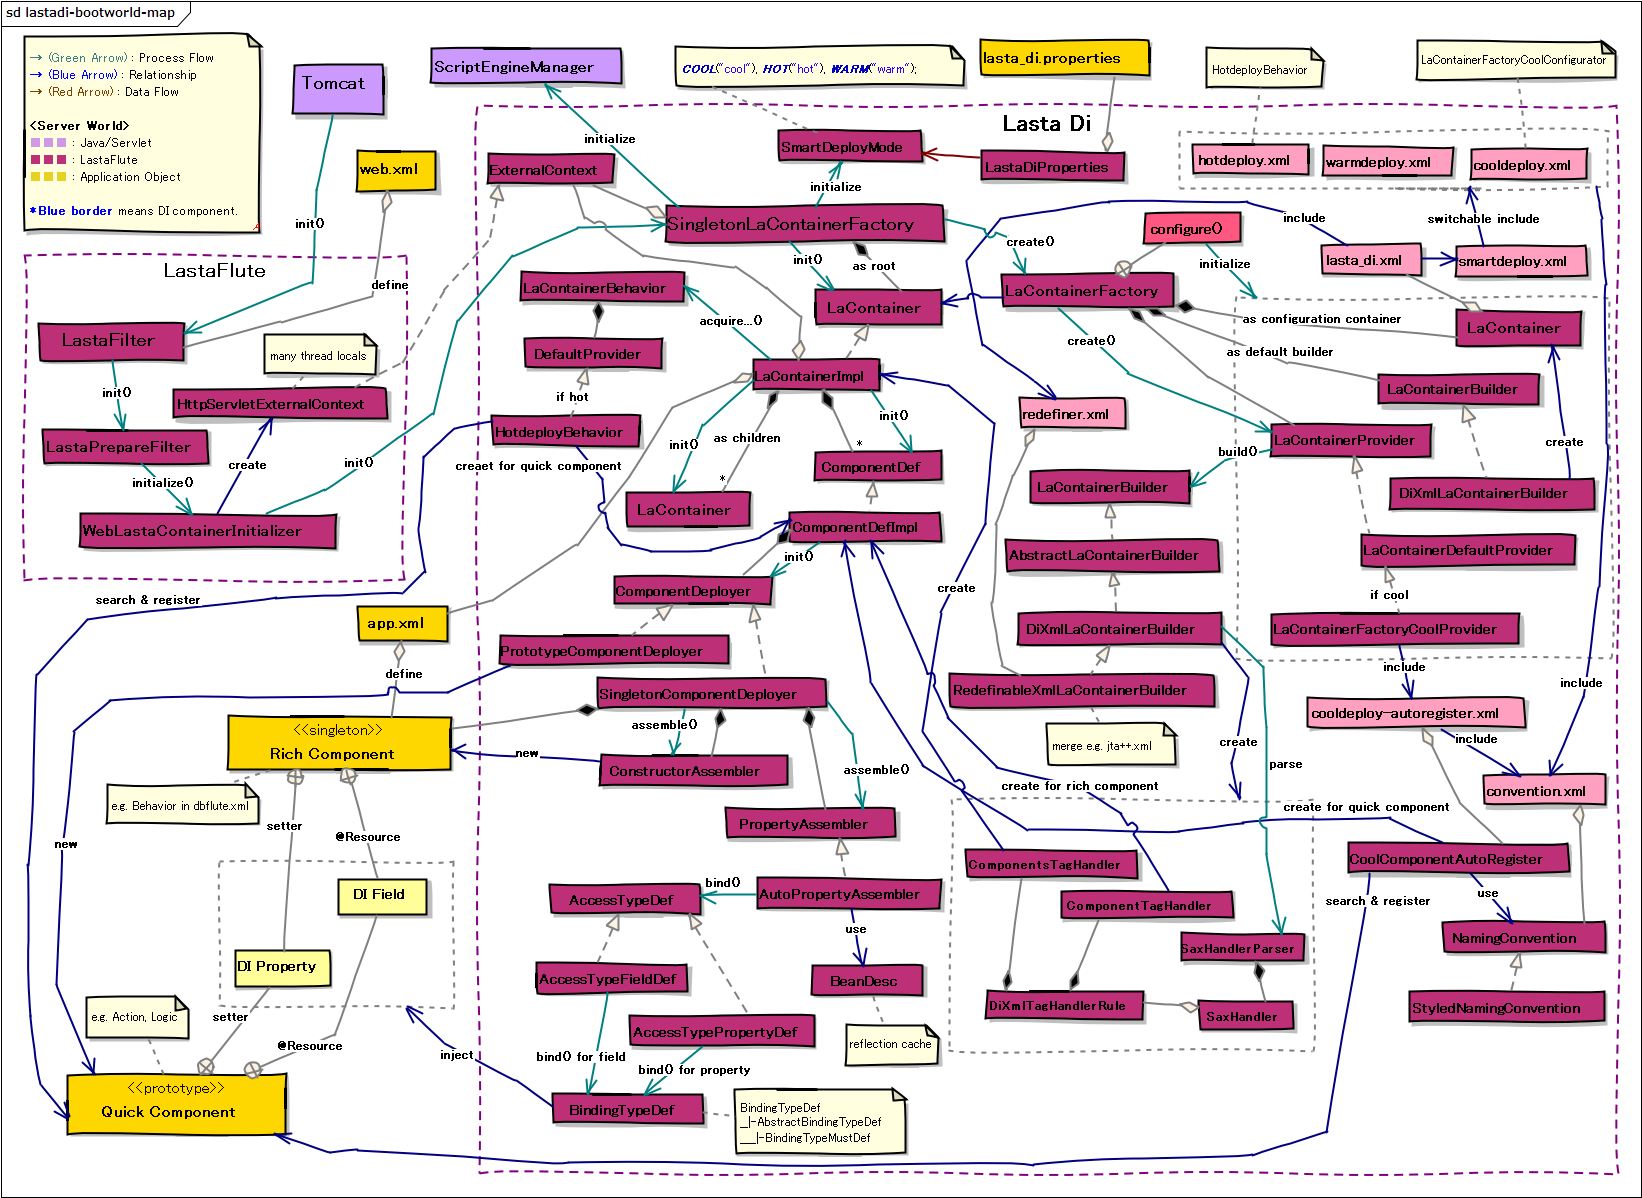 sd lastadi-bootworld-map
→ (Green Arrow) : Process Flow
→ (Blue Arrow) : Relationship
→ (Red Arrow) : Data Flow
<Server World>
: Java/Servlet
: LastaFlute
: Application Object
*Blue border means DI component.
A
Tomcat
web.xml
init()
define
ScriptEngineManager
COOL("cool"), HOT("hot"), WARM("warm");
lasta_di.properties
HotdeployBehavior
LaContainerFactoryCoolConfigurator
Lasta Di
initialize
SmartDeployMode
LastaDiProperties
hotdeploy.xml
warmdeploy.xml
cooldeploy.xml
ExternalContext
initialize
SingletonLaContainerFactory
create()
configure()
include
switchable include
init()
as root
initialize
lasta_di.xml
smartdeploy.xml
LastaFlute
LastaFilter
many thread locals
init()
HttpServletExternalContext
LastaPrepareFilter
create
initialize()
init()
WebLastaContainerInitializer
LaContainerBehavior
LaContainer
LaContainerFactory
acquire...()
as configuration container
LaContainer
DefaultProvider
create()
as default builder
LaContainerImpl
LaContainerBuilder
if hot
init()
redefiner.xml
HotdeployBehavior
init()
as children
*
LaContainerProvider
create
creaet for quick component
ComponentDef
build()
*
LaContainerBuilder
DiXmlLaContainerBuilder
LaContainer
ComponentDefImpl
AbstractLaContainerBuilder
LaContainerDefaultProvider
init()
create
if cool
search & register
ComponentDeployer
app.xml
DiXmlLaContainerBuilder
LaContainerFactoryCoolProvider
PrototypeComponentDeployer
include
define
include
SingletonComponentDeployer
RedefinableXmlLaContainerBuilder
cooldeploy-autoregister.xml
assemble()
<<singleton>>
Rich Component
merge e.g. jta++.xml
create
include
new
ConstructorAssembler
assemble()
parse
create for rich component
convention.xml
e.g. Behavior in dbflute.xml
create for quick component
setter
@Resource
PropertyAssembler
new
ComponentsTagHandler
CoolComponentAutoRegister
bind()
AutoPropertyAssembler
use
DI Field
AccessTypeDef
ComponentTagHandler
search & register
use
NamingConvention
SaxHandlerParser
DI Property
AccessTypeFieldDef
BeanDesc
DiXmlTagHandlerRule
SaxHandler
StyledNamingConvention
e.g. Action, Logic
setter
AccessTypePropertyDef
reflection cache
@Resource
inject
bind() for field
bind() for property
<<prototype>>
Quick Component
BindingTypeDef
BindingTypeDef
_|-AbstractBindingTypeDef
__|-BindingTypeMustDef